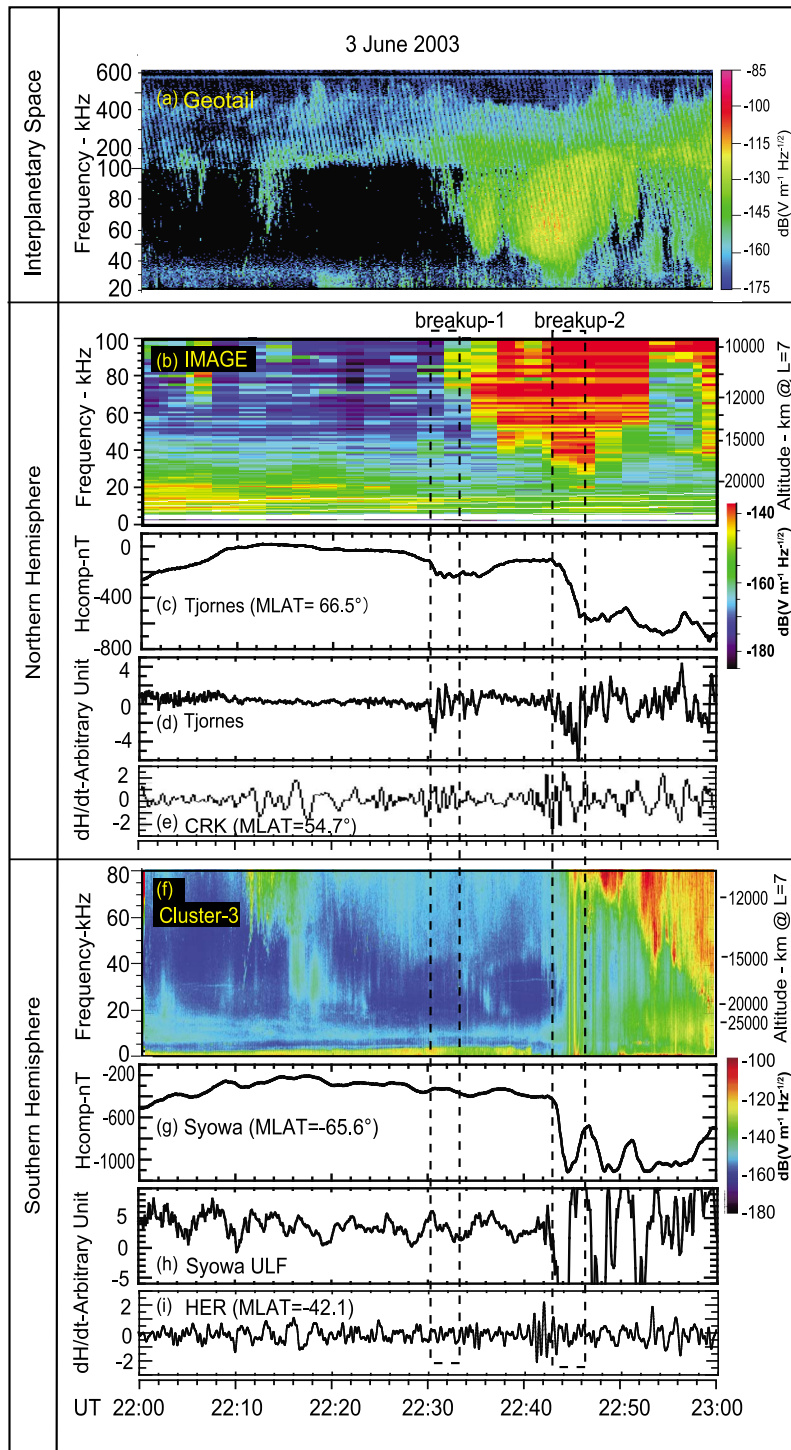 3 June 2003
Interplanetary Space
Frequency - kHz
600
400
200
100
80
60
40
20
(a) Geotail
-85
-100
-115
-130
-145
-160
-175
dB(V m-1 Hz-1/2)
breakup-1 breakup-2
Northern Hemisphere
Frequency - kHz
100
80
60
40
20
0
(b) IMAGE
10000
12000
15000
20000
Altitude - km @ L=7
-140
-160
-180
dB(V m-1 Hz-1/2)
Hcomp-nT
0
-400
-800
(c) Tjornes (MLAT= 66.5°)
dH/dt-Arbitrary Unit
4
0
-4
(d) Tjornes
2
0
-2
(e) CRK (MLAT=54,7°)
Southern Hemisphere
Frequency-kHz
80
60
40
20
0
(f)
Cluster-3
12000
15000
20000
25000
Altitude - km @ L=7
-100
-120
-140
-160
-180
dB(V m-1 Hz-1/2)
Hcomp-nT
-200
-600
-1000
(g) Syowa (MLAT=-65.6°)
dH/dt-Arbitrary Unit
5
0
-5
(h) Syowa ULF
2
0
-2
(i) HER (MLAT=-42.1)
UT 22:00 22:10 22:20 22:30 22:40 22:50 23:00